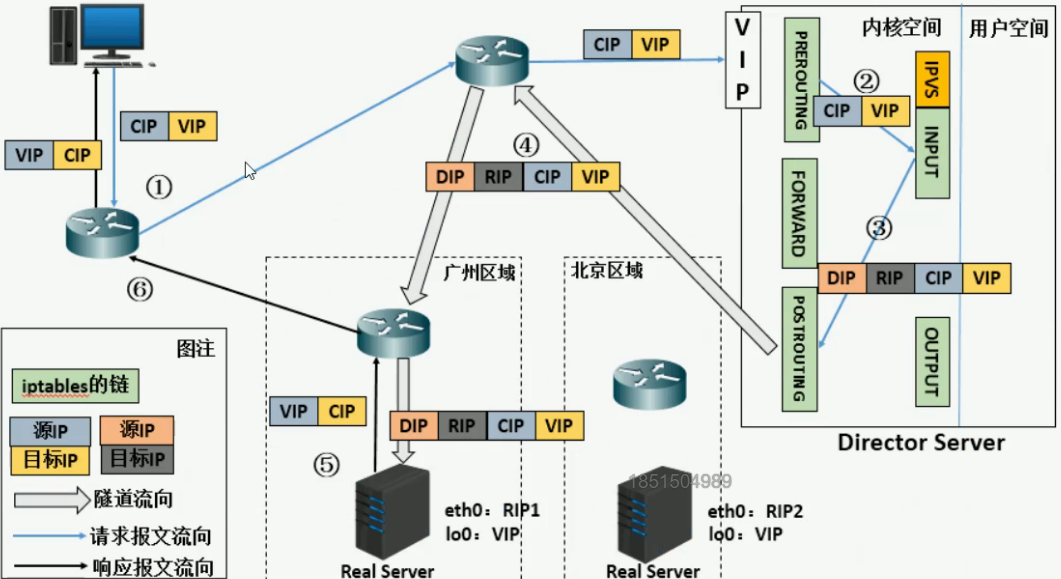 CIP VIP
V
I
P
PREROUTING
内核空间
用户空间
IPVS
②
CIP VIP
INPUT
CIP VIP
VIP CIP
①
④
DIP RIP CIP VIP
FORWARD
③
DIP RIP CIP VIP
POSTROUTING
OUTPUT
Director Server
⑥
广州区域
北京区域
图注
iptables的链
源IP
目标IP
源IP
目标IP
隧道流向
请求报文流向
响应报文流向
VIP CIP
DIP RIP CIP VIP
⑤
eth0：RIP1
lo0：VIP
Real Server
1851504989
eth0：RIP2
lo0：VIP
Real Server